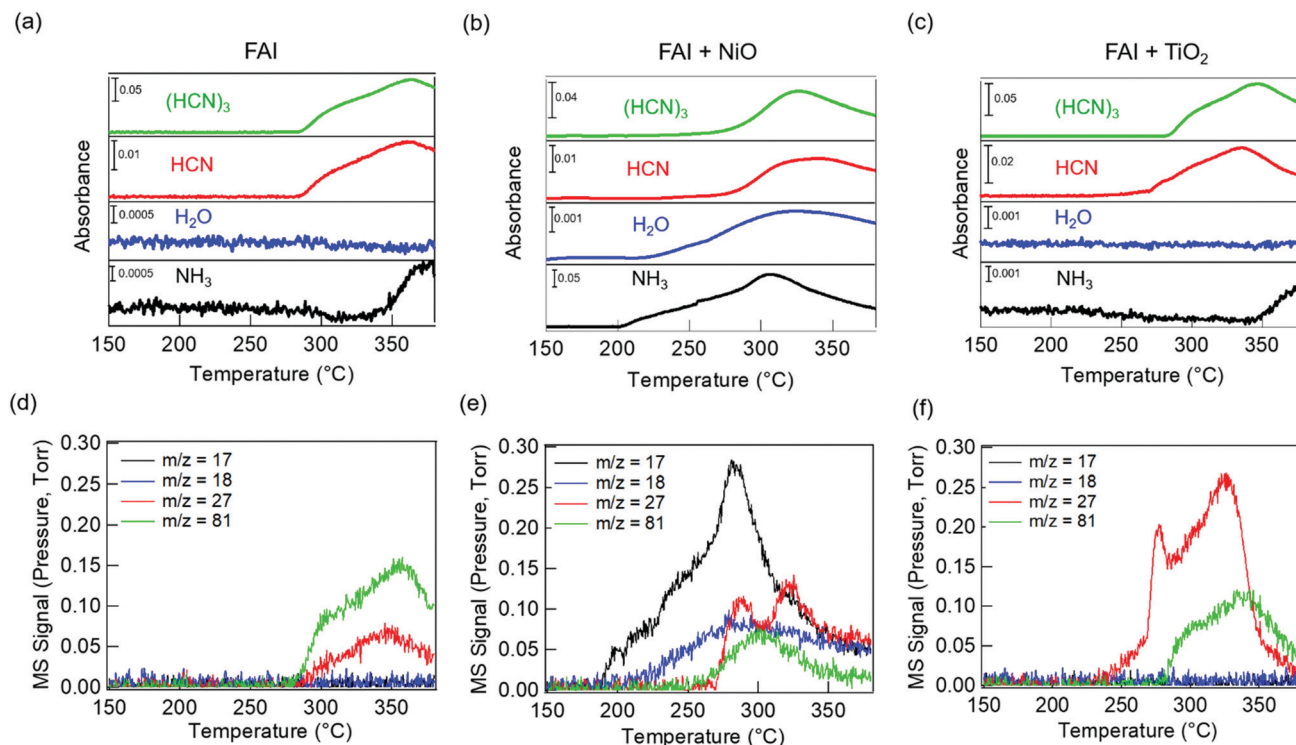 (a)
FAI
0.05
(HCN)3
0.01
HCN
0.0005
H2O
0.0005
NH3
Absorbance
150 200 250 300 350
Temperature (°C)
(b)
FAI + NiO
0.04
(HCN)3
0.01
HCN
0.001
H2O
0.05
NH3
Absorbance
150 200 250 300 350
Temperature (°C)
(c)
FAI + TiO2
0.05
(HCN)3
0.02
HCN
0.001
H2O
0.001
NH3
Absorbance
150 200 250 300 350
Temperature (°C)
(d)
MS Signal (Pressure, Torr)
0.30
0.25
0.20
0.15
0.10
0.05
0.00
m/z = 17
m/z = 18
m/z = 27
m/z = 81
150 200 250 300 350
Temperature (°C)
(e)
MS Signal (Pressure, Torr)
0.30
0.25
0.20
0.15
0.10
0.05
0.00
m/z = 17
m/z = 18
m/z = 27
m/z = 81
150 200 250 300 350
Temperature (°C)
(f)
MS Signal (Pressure, Torr)
0.30
0.25
0.20
0.15
0.10
0.05
0.00
m/z = 17
m/z = 18
m/z = 27
m/z = 81
150 200 250 300 350
Temperature (°C)